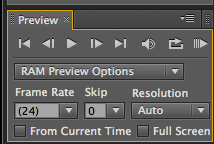 Preview
RAM Preview Options
Frame Rate Skip Resolution
(24) 0 Auto
From Current Time Full Screen